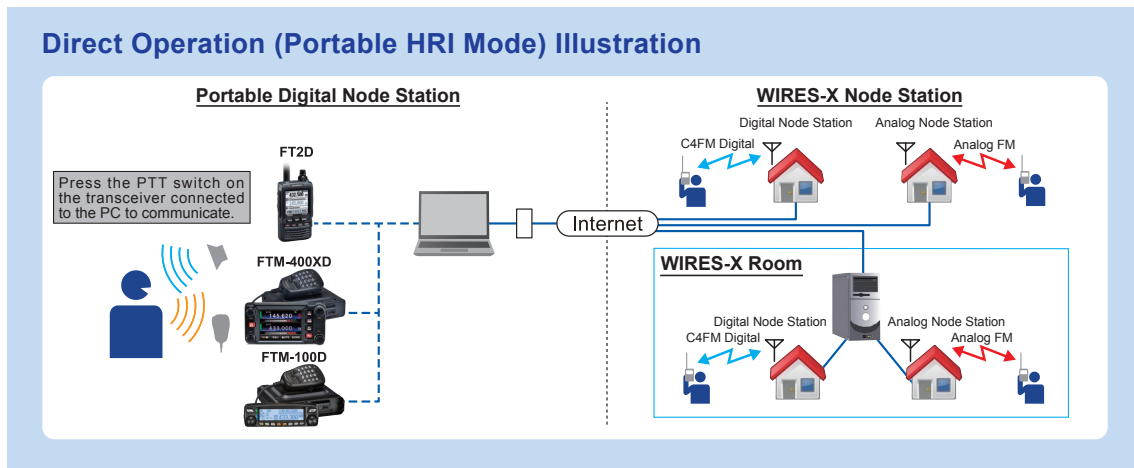 Direct Operation (Portable HRI Mode) Illustration
Portable Digital Node Station
FT2D
Press the PTT switch on
the transceiver connected
to the PC to communicate.
FTM-400XD
145.620
433.000
FTM-100D
Internet
WIRES-X Node Station
Digital Node Station
Analog Node Station
C4FM Digital
Analog FM
WIRES-X Room
Digital Node Station
Analog Node Station
C4FM Digital
Analog FM